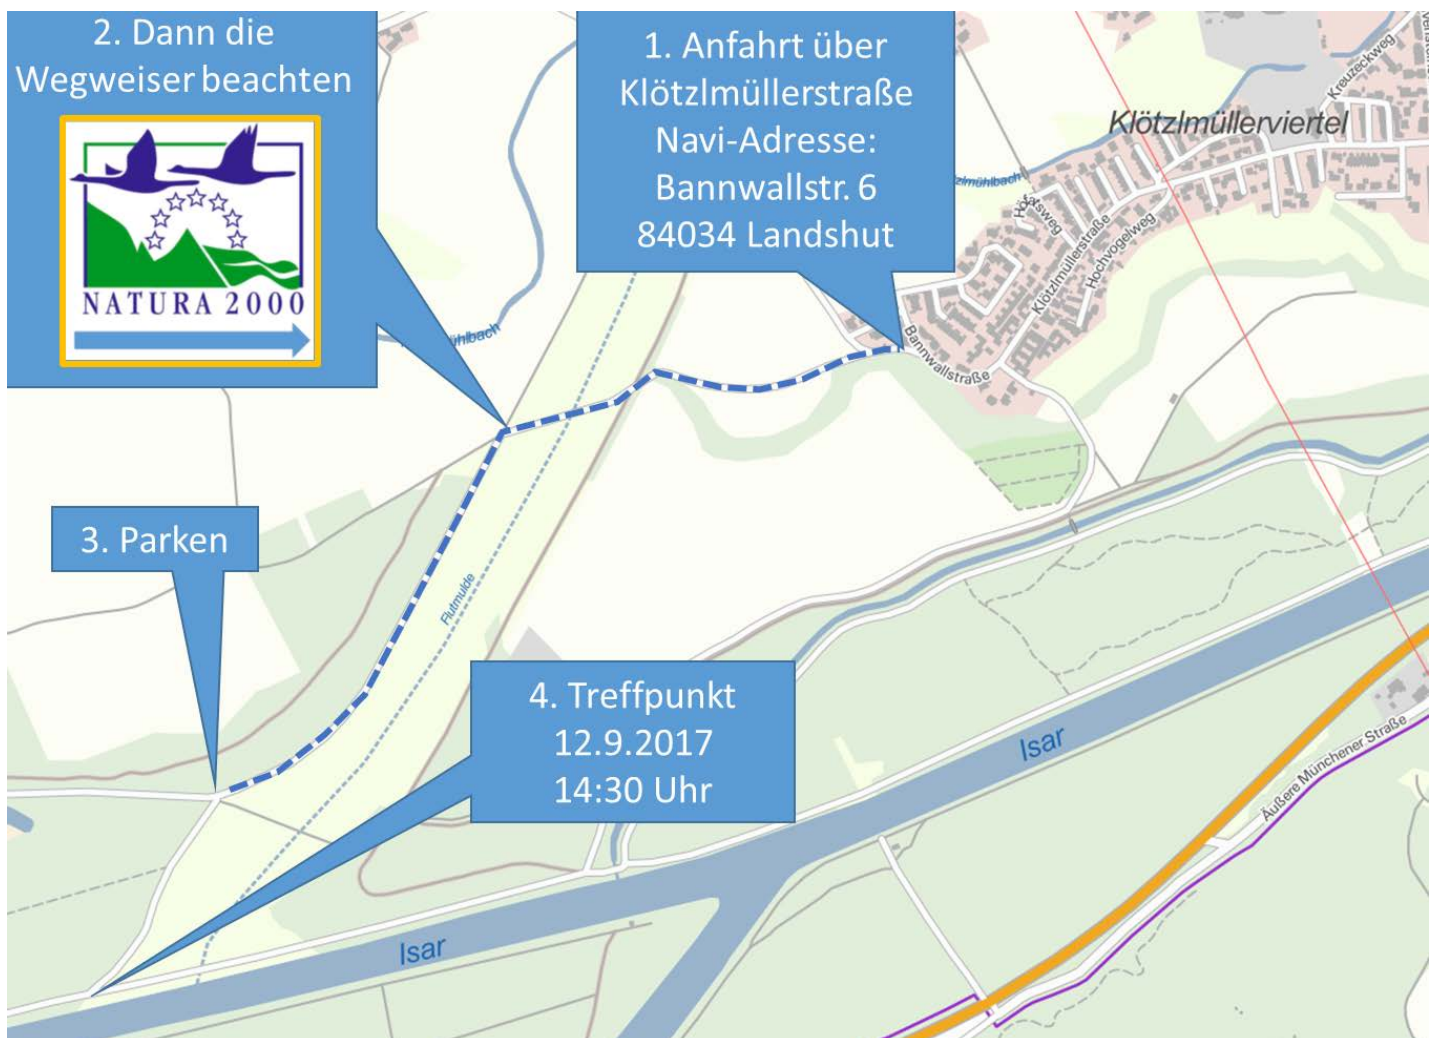 2. Dann die
Wegweiser beachten
NATURA 2000
1. Anfahrt über
Klötzlmüllerstraße
Navi-Adresse:
Bannwallstr. 6
84034 Landshut
Klötzlmüllerviertel
Kreuzeckweg
Klötzlmüllerstraße
Hochvogelweg
Bannwallstraße
3. Parken
Flutmulde
4. Treffpunkt
12.9.2017
14:30 Uhr
Isar
Isar
Äußere Münchener Straße